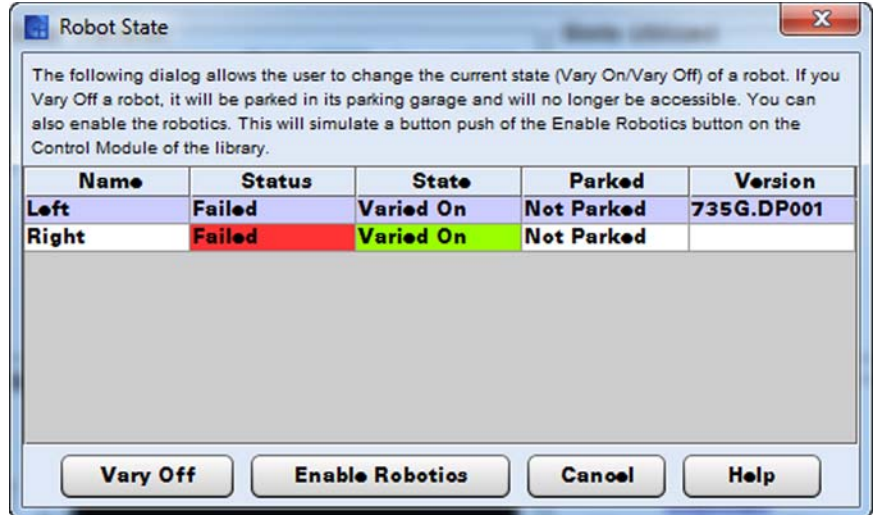 Robot State
The following dialog allows the user to change the current state (Vary On/Vary Off) of a robot. If you
Vary Off a robot, it will be parked in its parking garage and will no longer be accessible. You can
also enable the robotics. This will simulate a button push of the Enable Robotics button on the
Control Module of the library.
Name Status State Parked Version
Left Failed Varied On Not Parked 735G.DP001
Right Failed Varied On Not Parked
Vary Off Enable Robotics Cancel Help